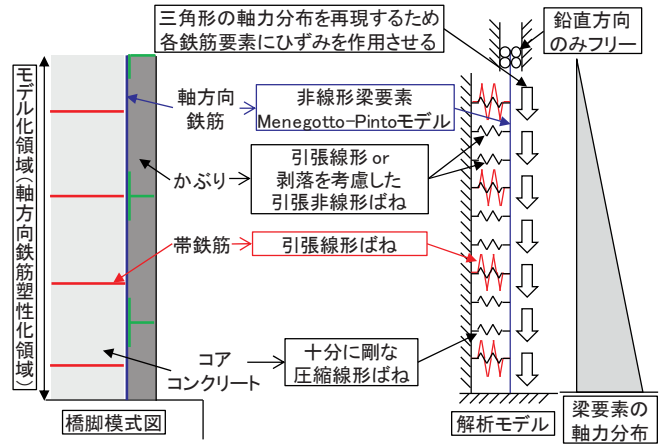 三角形の軸力分布を再現するため
各鉄筋要素にひずみを作用させる
鉛直方向
のみフリー
モデル化領域(軸方向鉄筋塑性化領域)
軸方向
鉄筋
非線形梁要素
Menegotto-Pintoモデル
かぶり
引張線形 or
剥落を考慮した
引張非線形ばね
帯鉄筋
引張線形ばね
コア
コンクリート
十分に剛な
圧縮線形ばね
橋脚模式図
解析モデル
梁要素の
軸力分布